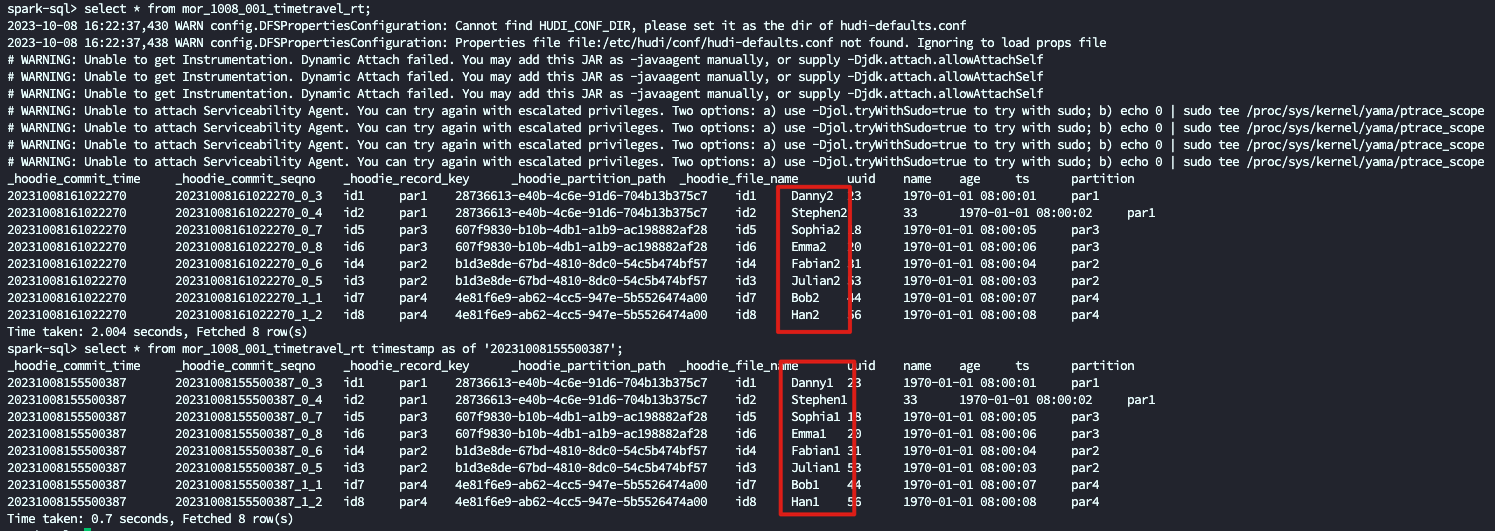 spark-sql> select * from mor_1008_001_timetravel_rt;
2023-10-08 16:22:37,430 WARN config.DFSPropertiesConfiguration: Cannot find HUDI_CONF_DIR, please set it as the dir of hudi-defaults.conf
2023-10-08 16:22:37,438 WARN config.DFSPropertiesConfiguration: Properties file file:/etc/hudi/conf/hudi-defaults.conf not found. Ignoring to load props file
# WARNING: Unable to get Instrumentation. Dynamic Attach failed. You may add this JAR as -javaagent manually, or supply -Djdk.attach.allowAttachSelf
# WARNING: Unable to get Instrumentation. Dynamic Attach failed. You may add this JAR as -javaagent manually, or supply -Djdk.attach.allowAttachSelf
# WARNING: Unable to get Instrumentation. Dynamic Attach failed. You may add this JAR as -javaagent manually, or supply -Djdk.attach.allowAttachSelf
# WARNING: Unable to attach Serviceability Agent. You can try again with escalated privileges. Two options: a) use -Djol.tryWithSudo=true to try with sudo; b) echo 0 | sudo tee /proc/sys/kernel/yama/ptrace_scope
# WARNING: Unable to attach Serviceability Agent. You can try again with escalated privileges. Two options: a) use -Djol.tryWithSudo=true to try with sudo; b) echo 0 | sudo tee /proc/sys/kernel/yama/ptrace_scope
# WARNING: Unable to attach Serviceability Agent. You can try again with escalated privileges. Two options: a) use -Djol.tryWithSudo=true to try with sudo; b) echo 0 | sudo tee /proc/sys/kernel/yama/ptrace_scope
# WARNING: Unable to attach Serviceability Agent. You can try again with escalated privileges. Two options: a) use -Djol.tryWithSudo=true to try with sudo; b) echo 0 | sudo tee /proc/sys/kernel/yama/ptrace_scope
_hoodie_commit_time _hoodie_commit_seqno _hoodie_record_key _hoodie_partition_path _hoodie_file_name uuid name age ts partition
20231008161022270 20231008161022270_0_3 id1 par1 28736613-e40b-4c6e-91d6-704b13b375c7 id1 Danny2 23 1970-01-01 08:00:01 par1
20231008161022270 20231008161022270_0_4 id2 par1 28736613-e40b-4c6e-91d6-704b13b375c7 id2 Stephen2 33 1970-01-01 08:00:02 par1
20231008161022270 20231008161022270_0_7 id5 par3 607f9830-b10b-4db1-a1b9-ac198882af28 id5 Sophia2 18 1970-01-01 08:00:05 par3
20231008161022270 20231008161022270_0_8 id6 par3 607f9830-b10b-4db1-a1b9-ac198882af28 id6 Emma2 20 1970-01-01 08:00:06 par3
20231008161022270 20231008161022270_0_6 id4 par2 b1d3e8de-67bd-4810-8dc0-54c5b474bf57 id4 Fabian2 31 1970-01-01 08:00:04 par2
20231008161022270 20231008161022270_0_5 id3 par2 b1d3e8de-67bd-4810-8dc0-54c5b474bf57 id3 Julian2 53 1970-01-01 08:00:03 par2
20231008161022270 20231008161022270_1_1 id7 par4 4e81f6e9-ab62-4cc5-947e-5b5526474a00 id7 Bob2 44 1970-01-01 08:00:07 par4
20231008161022270 20231008161022270_1_2 id8 par4 4e81f6e9-ab62-4cc5-947e-5b5526474a00 id8 Han2 56 1970-01-01 08:00:08 par4
Time taken: 2.004 seconds, Fetched 8 row(s)
spark-sql> select * from mor_1008_001_timetravel_rt timestamp as of '20231008155500387';
_hoodie_commit_time _hoodie_commit_seqno _hoodie_record_key _hoodie_partition_path _hoodie_file_name uuid name age ts partition
20231008155500387 20231008155500387_0_3 id1 par1 28736613-e40b-4c6e-91d6-704b13b375c7 id1 Danny1 23 1970-01-01 08:00:01 par1
20231008155500387 20231008155500387_0_4 id2 par1 28736613-e40b-4c6e-91d6-704b13b375c7 id2 Stephen1 33 1970-01-01 08:00:02 par1
20231008155500387 20231008155500387_0_7 id5 par3 607f9830-b10b-4db1-a1b9-ac198882af28 id5 Sophia1 18 1970-01-01 08:00:05 par3
20231008155500387 20231008155500387_0_8 id6 par3 607f9830-b10b-4db1-a1b9-ac198882af28 id6 Emma1 20 1970-01-01 08:00:06 par3
20231008155500387 20231008155500387_0_6 id4 par2 b1d3e8de-67bd-4810-8dc0-54c5b474bf57 id4 Fabian1 31 1970-01-01 08:00:04 par2
20231008155500387 20231008155500387_0_5 id3 par2 b1d3e8de-67bd-4810-8dc0-54c5b474bf57 id3 Julian1 53 1970-01-01 08:00:03 par2
20231008155500387 20231008155500387_1_1 id7 par4 4e81f6e9-ab62-4cc5-947e-5b5526474a00 id7 Bob1 44 1970-01-01 08:00:07 par4
20231008155500387 20231008155500387_1_2 id8 par4 4e81f6e9-ab62-4cc5-947e-5b5526474a00 id8 Han1 56 1970-01-01 08:00:08 par4
Time taken: 0.7 seconds, Fetched 8 row(s)